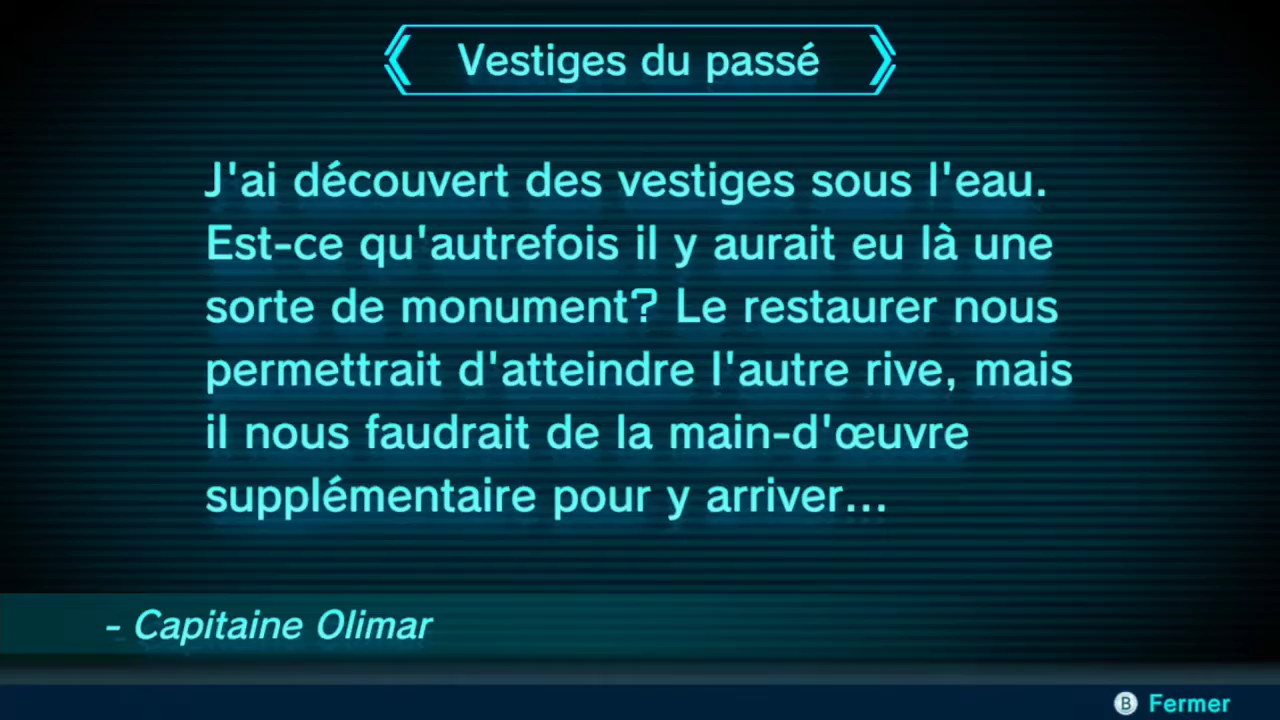 Vestiges du passé
J'ai découvert des vestiges sous l'eau.
Est-ce qu'autrefois il y aurait eu là une
sorte de monument? Le restaurer nous
permettrait d'atteindre l'autre rive, mais
il nous faudrait de la main-d'œuvre
supplémentaire pour y arriver...
- Capitaine Olimar
B Fermer